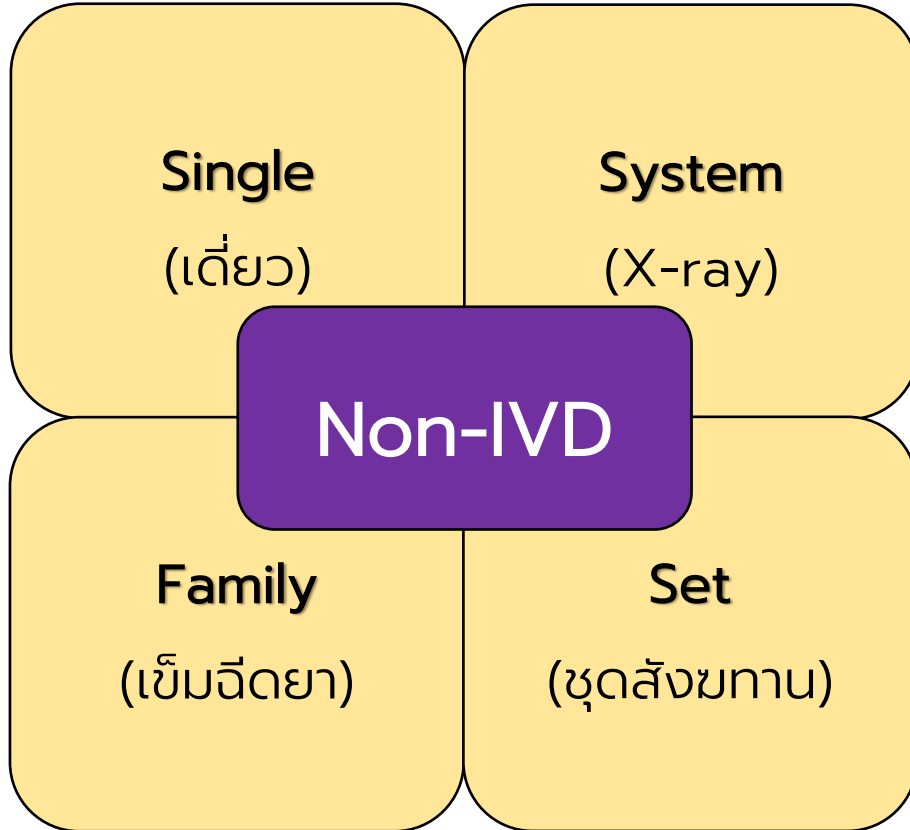 Single
(เดี่ยว)
System
(X-ray)
Non-IVD
Family
(เข็มฉีดยา)
Set
(ชุดสังฆทาน)